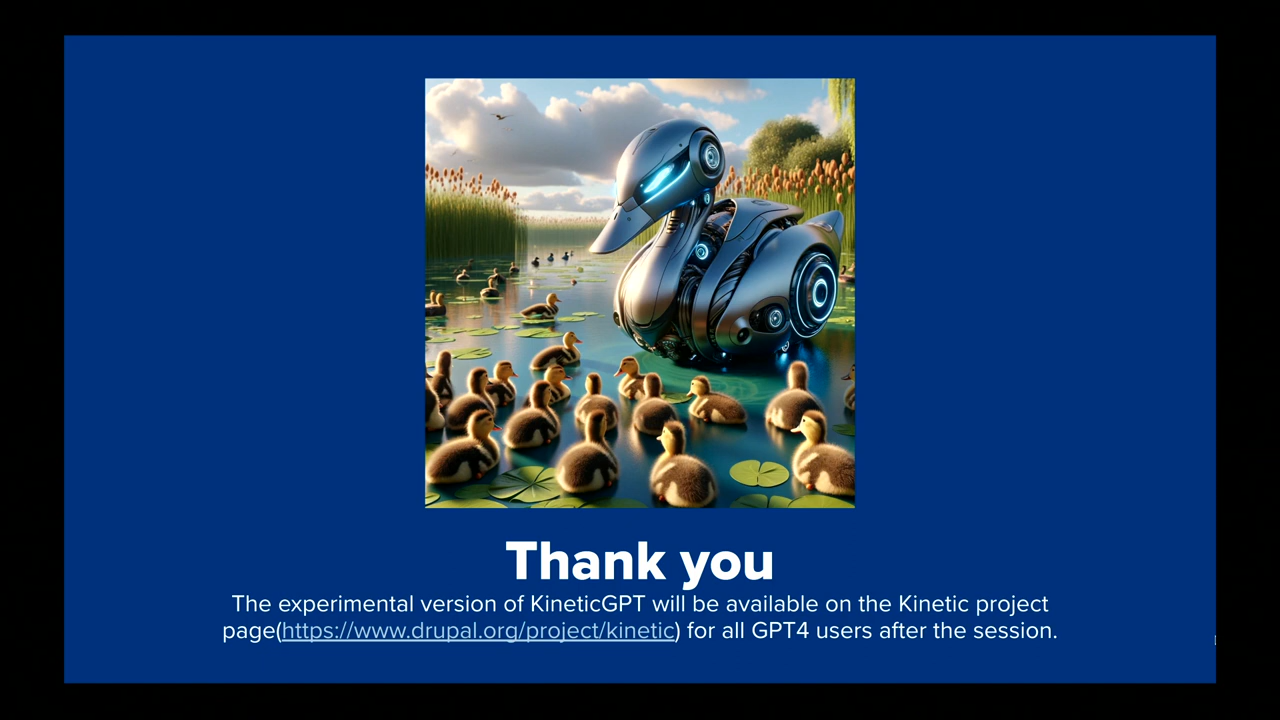 Thank you
The experimental version of KineticGPT will be available on the Kinetic project
page(https://www.drupal.org/project/kinetic) for all GPT4 users after the session.